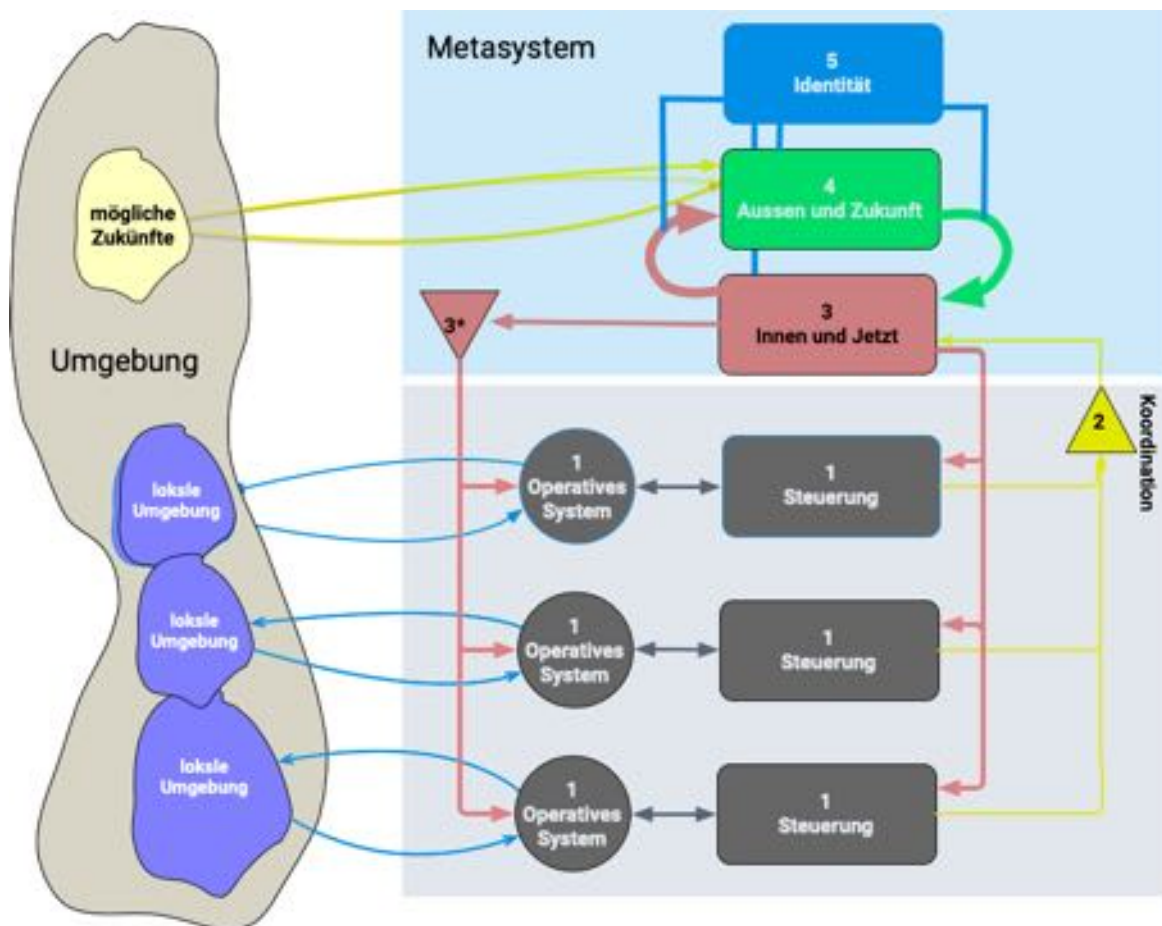 Metasystem
5
Identität
mögliche
Zukünfte
4
Aussen und Zukunft
3*
3
Innen und Jetzt
Umgebung
2
Koordination
loksle
Umgebung
1
Operatives
System
1
Steuerung
loksle
Umgebung
1
Operatives
System
1
Steuerung
loksle
Umgebung
1
Operatives
System
1
Steuerung